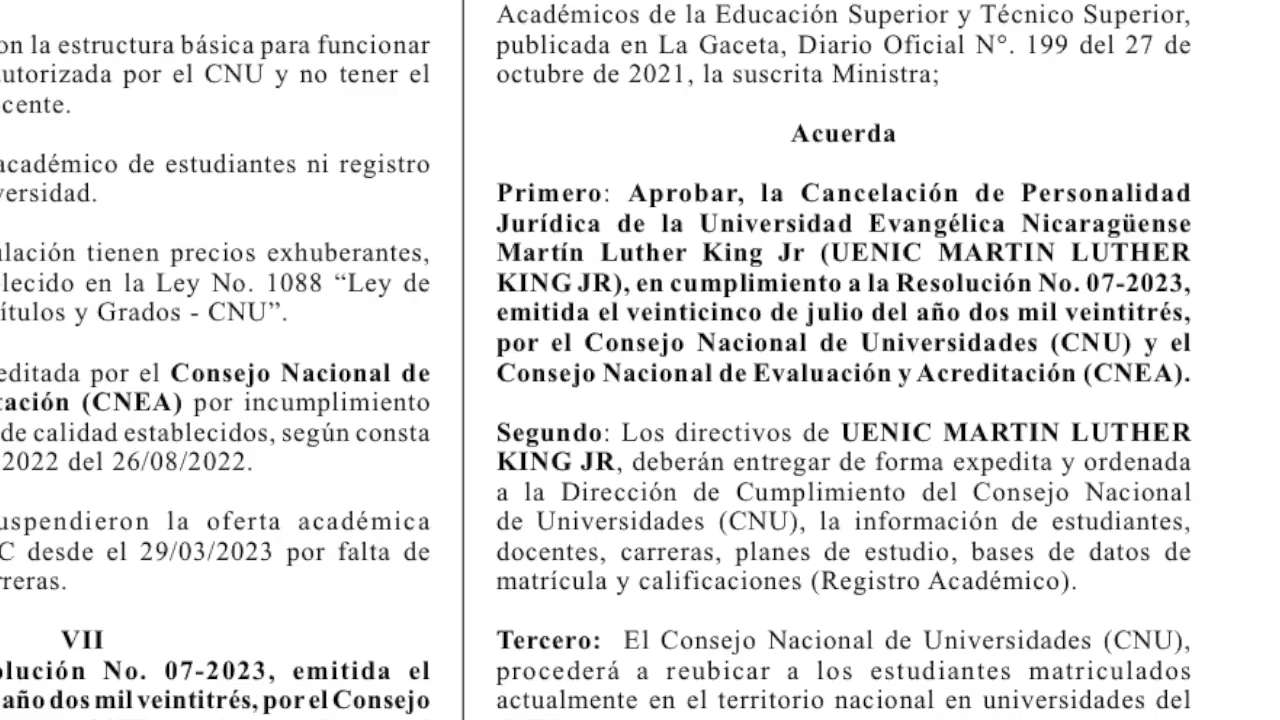 on la estructura básica para funcionar
autorizada por el CNU y no tener el
cente.
académico de estudiantes ni registro
versidad.
ulación tienen precios exhuberantes,
lecido en la Ley No. 1088 “Ley de
ítulos y Grados - CNU”.
editada por el Consejo Nacional de
tación (CNEA) por incumplimiento
de calidad establecidos, según consta
2022 del 26/08/2022.
uspendieron la oferta académica
C desde el 29/03/2023 por falta de
rreras.
VII
olución No. 07-2023, emitida el
año dos mil veintitrés, por el Consejo
Académicos de la Educación Superior y Técnico Superior,
publicada en La Gaceta, Diario Oficial N°. 199 del 27 de
octubre de 2021, la suscrita Ministra;
Acuerda
Primero: Aprobar, la Cancelación de Personalidad
Jurídica de la Universidad Evangélica Nicaragüense
Martín Luther King Jr (UENIC MARTIN LUTHER
KING JR), en cumplimiento a la Resolución No. 07-2023,
emitida el veinticinco de julio del año dos mil veintitrés,
por el Consejo Nacional de Universidades (CNU) y el
Consejo Nacional de Evaluación y Acreditación (CNEA).
Segundo: Los directivos de UENIC MARTIN LUTHER
KING JR, deberán entregar de forma expedita y ordenada
a la Dirección de Cumplimiento del Consejo Nacional
de Universidades (CNU), la información de estudiantes,
docentes, carreras, planes de estudio, bases de datos de
matrícula y calificaciones (Registro Académico).
Tercero: El Consejo Nacional de Universidades (CNU),
procederá a reubicar a los estudiantes matriculados
actualmente en el territorio nacional en universidades del